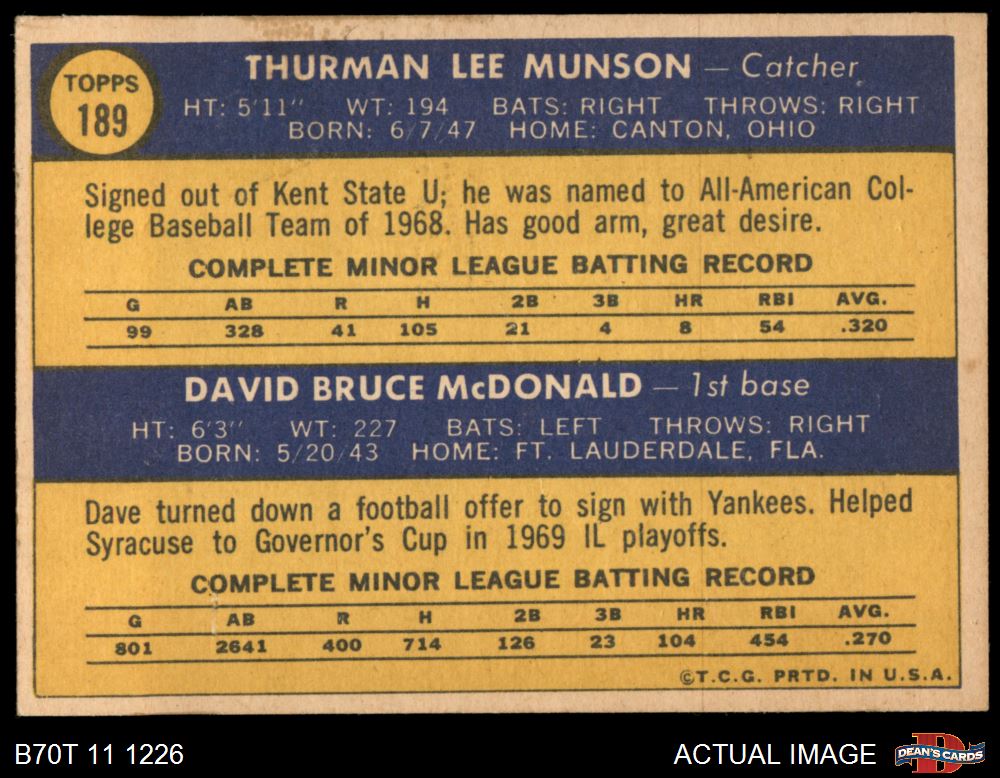 TOPPS
189
THURMAN LEE MUNSON — Catcher
HT: 5'11" WT: 194 BATS: RIGHT THROWS: RIGHT
BORN: 6/7/47 HOME: CANTON, OHIO
Signed out of Kent State U; he was named to All-American Col-
lege Baseball Team of 1968. Has good arm, great desire.
COMPLETE MINOR LEAGUE BATTING RECORD
G AB R H 2B 3B HR RBI AVG.
99 328 41 105 21 4 8 54 .320
DAVID BRUCE McDONALD — 1st base
HT: 6'3" WT: 227 BATS: LEFT THROWS: RIGHT
BORN: 5/20/43 HOME: FT. LAUDERDALE, FLA.
Dave turned down a football offer to sign with Yankees. Helped
Syracuse to Governor's Cup in 1969 IL playoffs.
COMPLETE MINOR LEAGUE BATTING RECORD
G AB R H 2B 3B HR RBI AVG.
801 2641 400 714 126 23 104 454 .270
©T.C.G. PRTD. IN U.S.A.
B70T 11 1226 ACTUAL IMAGE DEAN'S CARDS